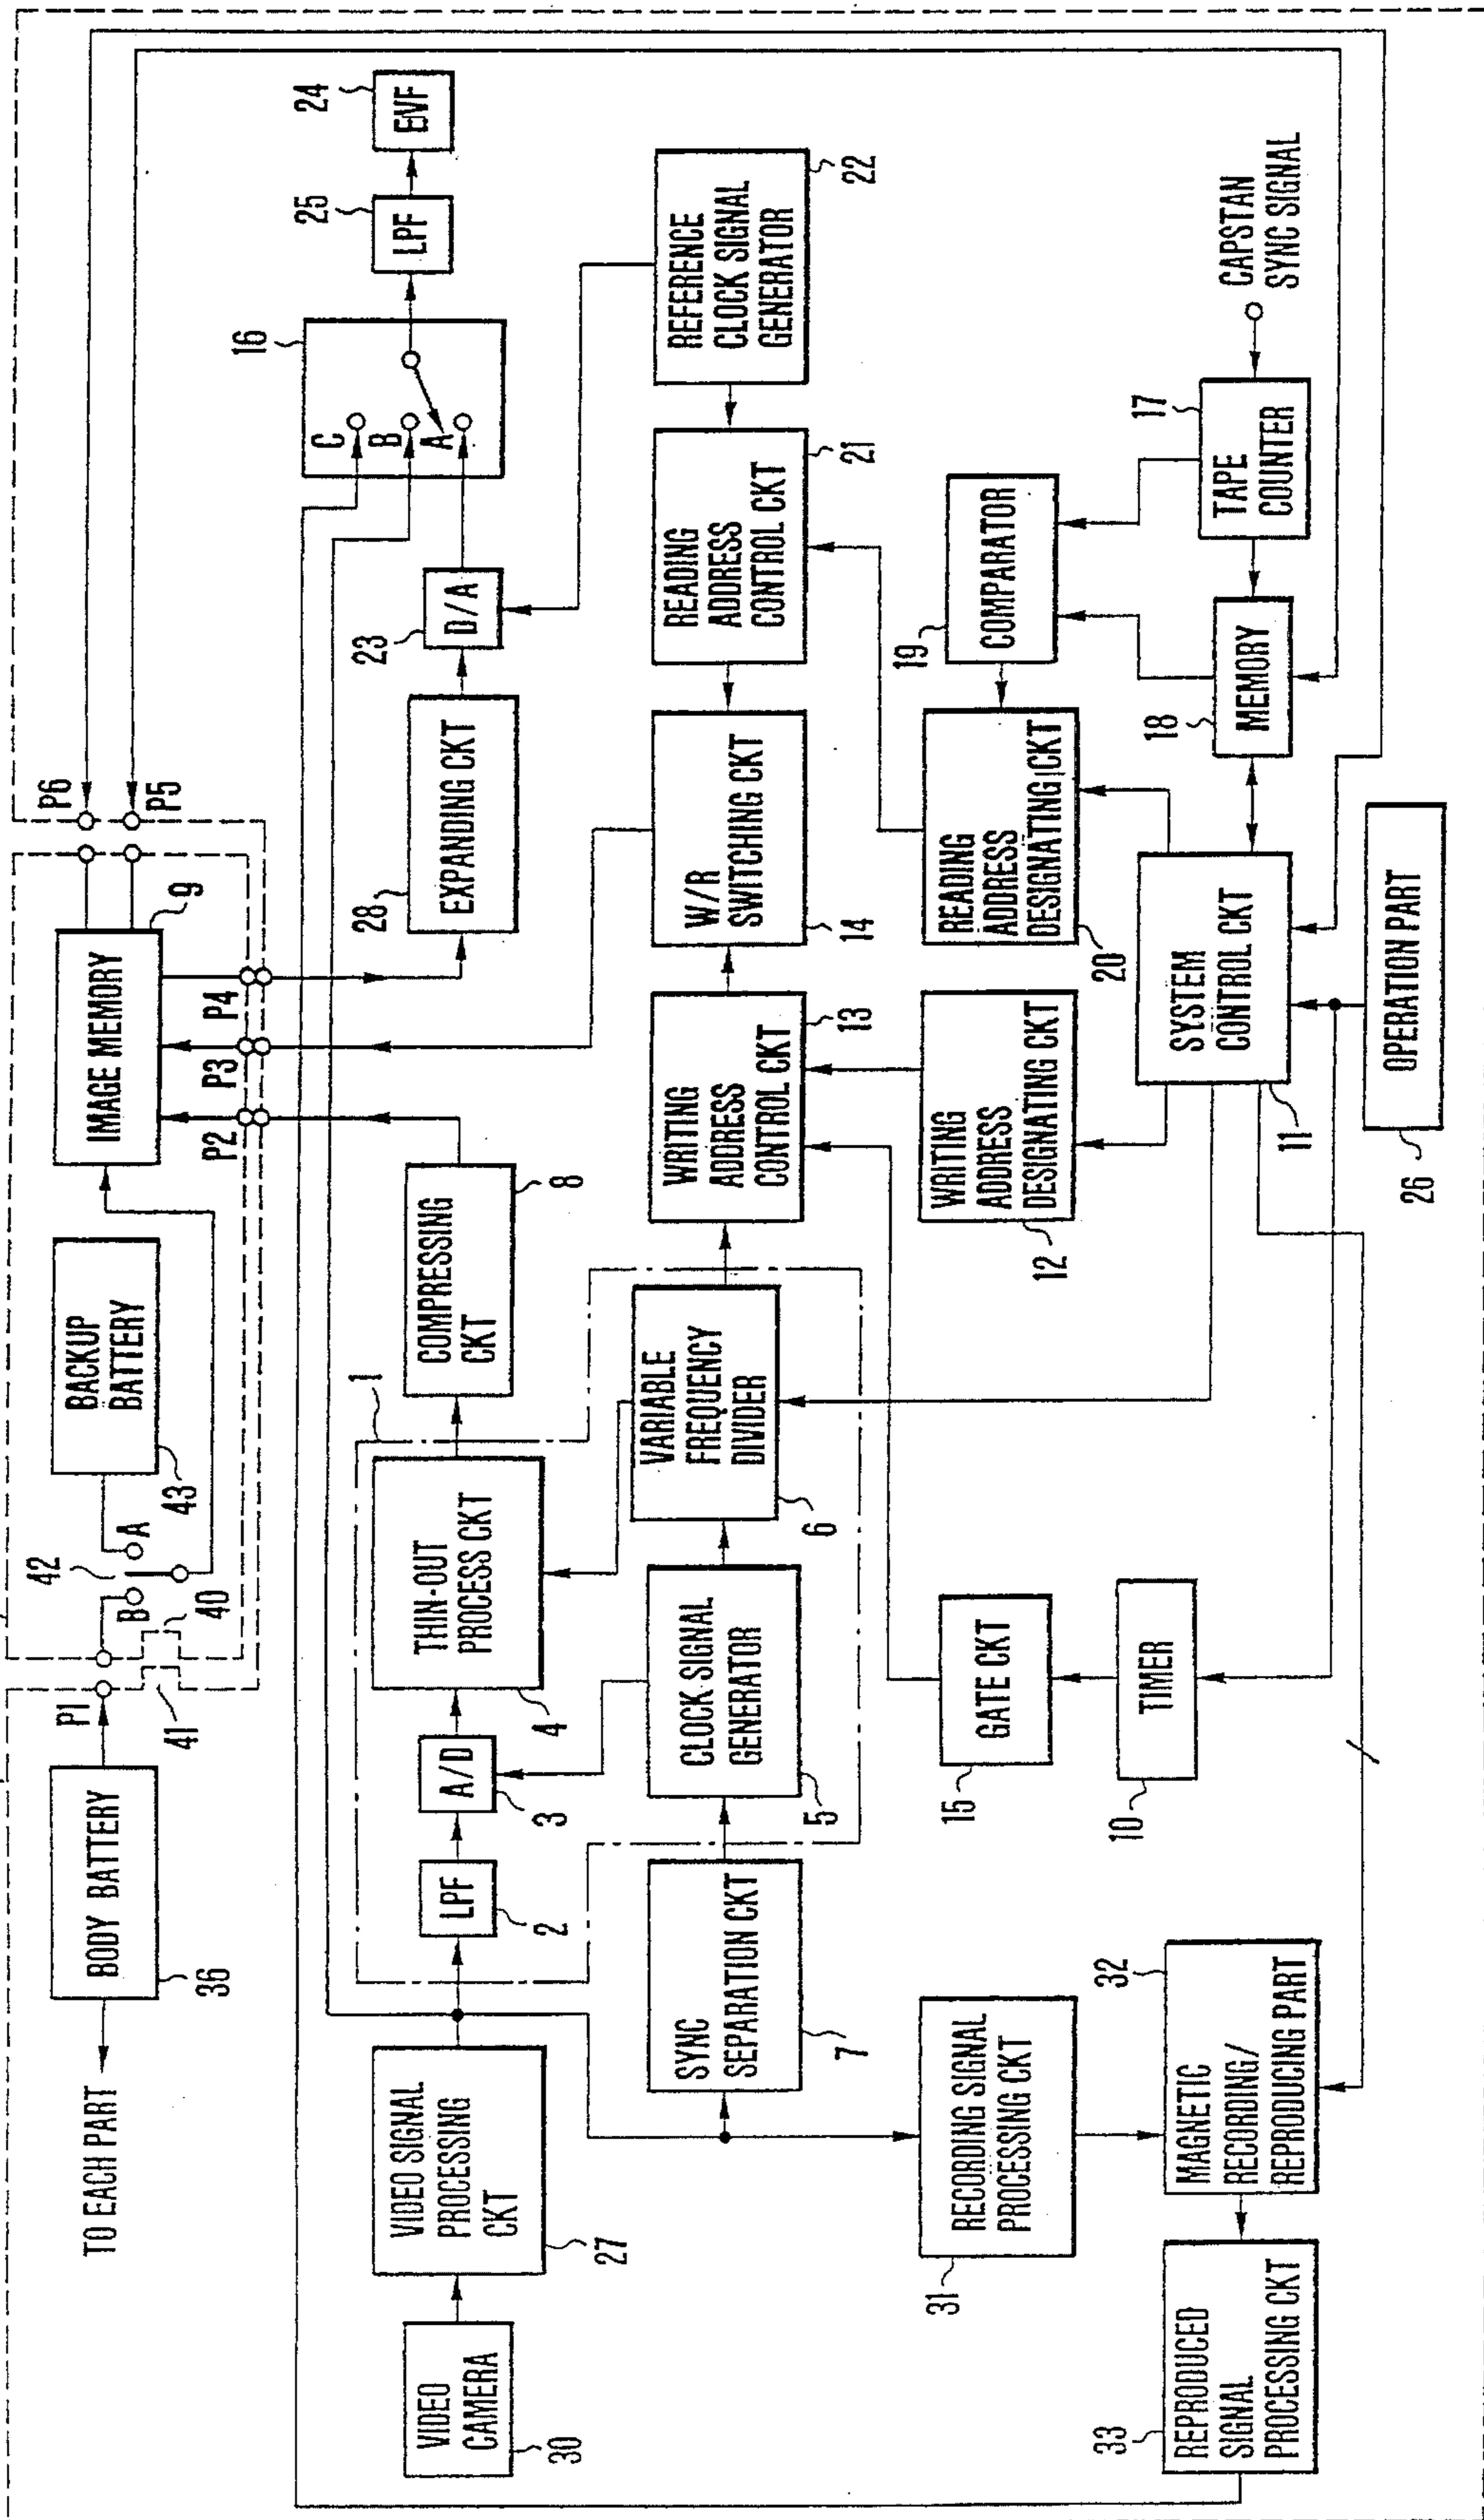 TO EACH PART
BODY BATTERY
36
P1
41
40
42
B
A
BACKUP
BATTERY
43
IMAGE MEMORY
9
P2
P3
P4
P6
P5
VIDEO
CAMERA
30
VIDEO SIGNAL
PROCESSING
CKT
27
LPF
2
A/D
3
THIN-OUT
PROCESS CKT
4
1
COMPRESSING
CKT
8
EXPANDING CKT
28
D/A
23
C
B
A
16
LPF
25
EVF
24
SYNC
SEPARATION CKT
7
CLOCK SIGNAL
GENERATOR
5
VARIABLE
FREQUENCY
DIVIDER
6
WRITING
ADDRESS
CONTROL CKT
13
W/R
SWITCHING CKT
14
READING
ADDRESS
CONTROL CKT
21
REFERENCE
CLOCK SIGNAL
GENERATOR
22
RECORDING SIGNAL
PROCESSING CKT
31
GATE CKT
15
WRITING
ADDRESS
DESIGNATING CKT
12
READING
ADDRESS
DESIGNATING CKT
20
COMPARATOR
19
REPRODUCED
SIGNAL
PROCESSING CKT
33
MAGNETIC
RECORDING/
REPRODUCING PART
32
TIMER
10
SYSTEM
CONTROL CKT
11
MEMORY
18
TAPE
COUNTER
17
CAPSTAN
SYNC SIGNAL
OPERATION PART
26